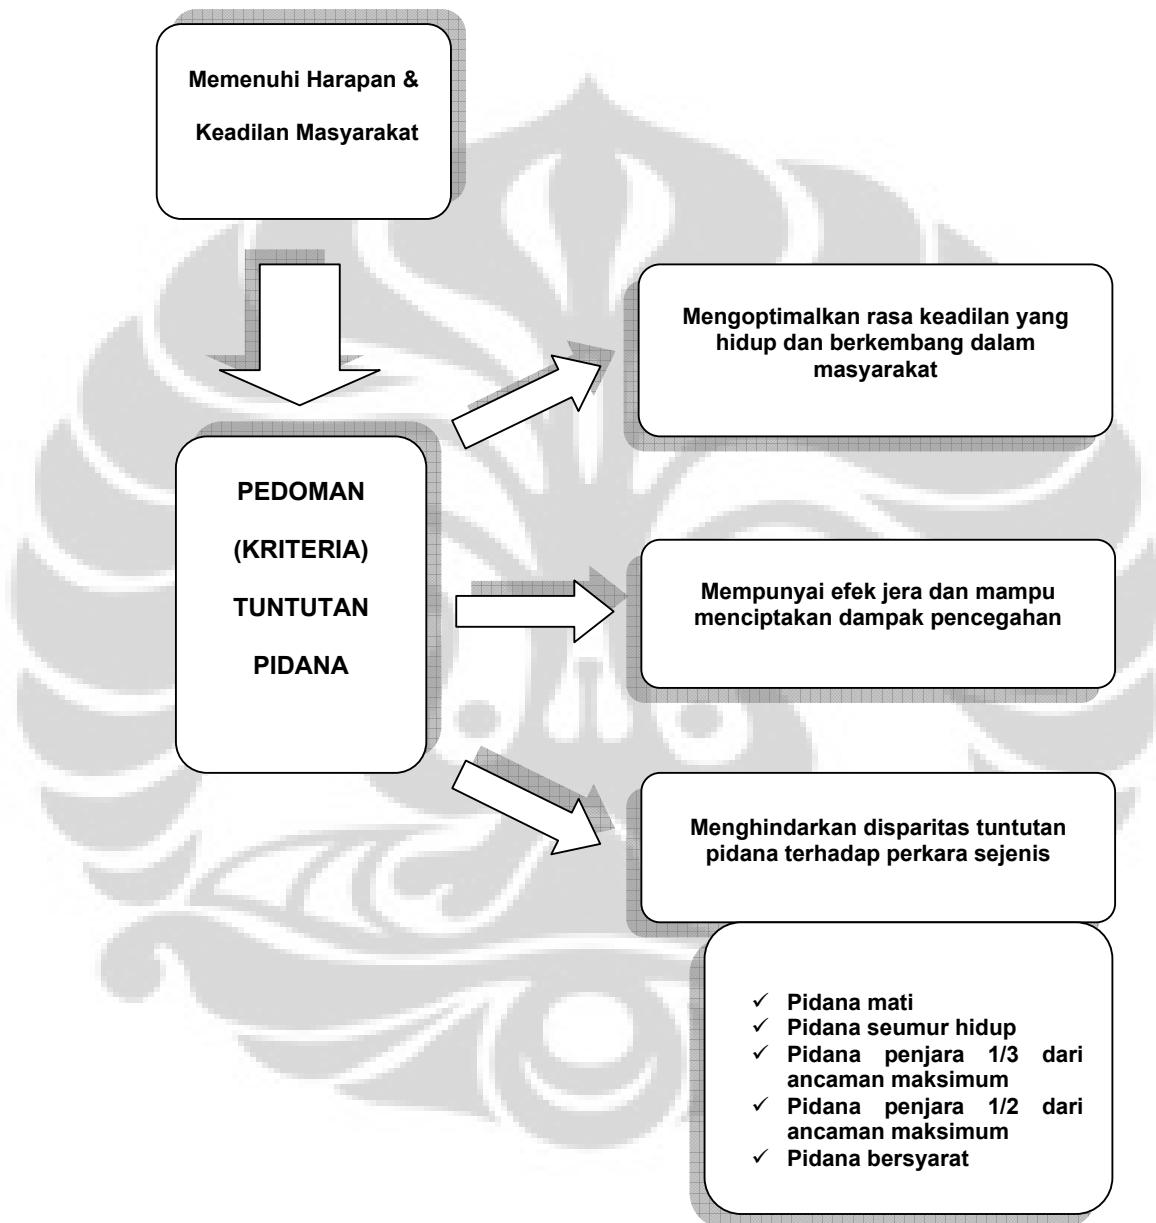 Memenuhi Harapan &
Keadilan Masyarakat
Mengoptimalkan rasa keadilan yang
hidup dan berkembang dalam
masyarakat
PEDOMAN
(KRITERIA)
TUNTUTAN
PIDANA
Mempunyai efek jera dan mampu
menciptakan dampak pencegahan
Menghindarkan disparitas tuntutan
pidana terhadap perkara sejenis
✓ Pidana mati
✓ Pidana seumur hidup
✓ Pidana penjara 1/3 dari
ancaman maksimum
✓ Pidana penjara 1/2 dari
ancaman maksimum
✓ Pidana bersyarat